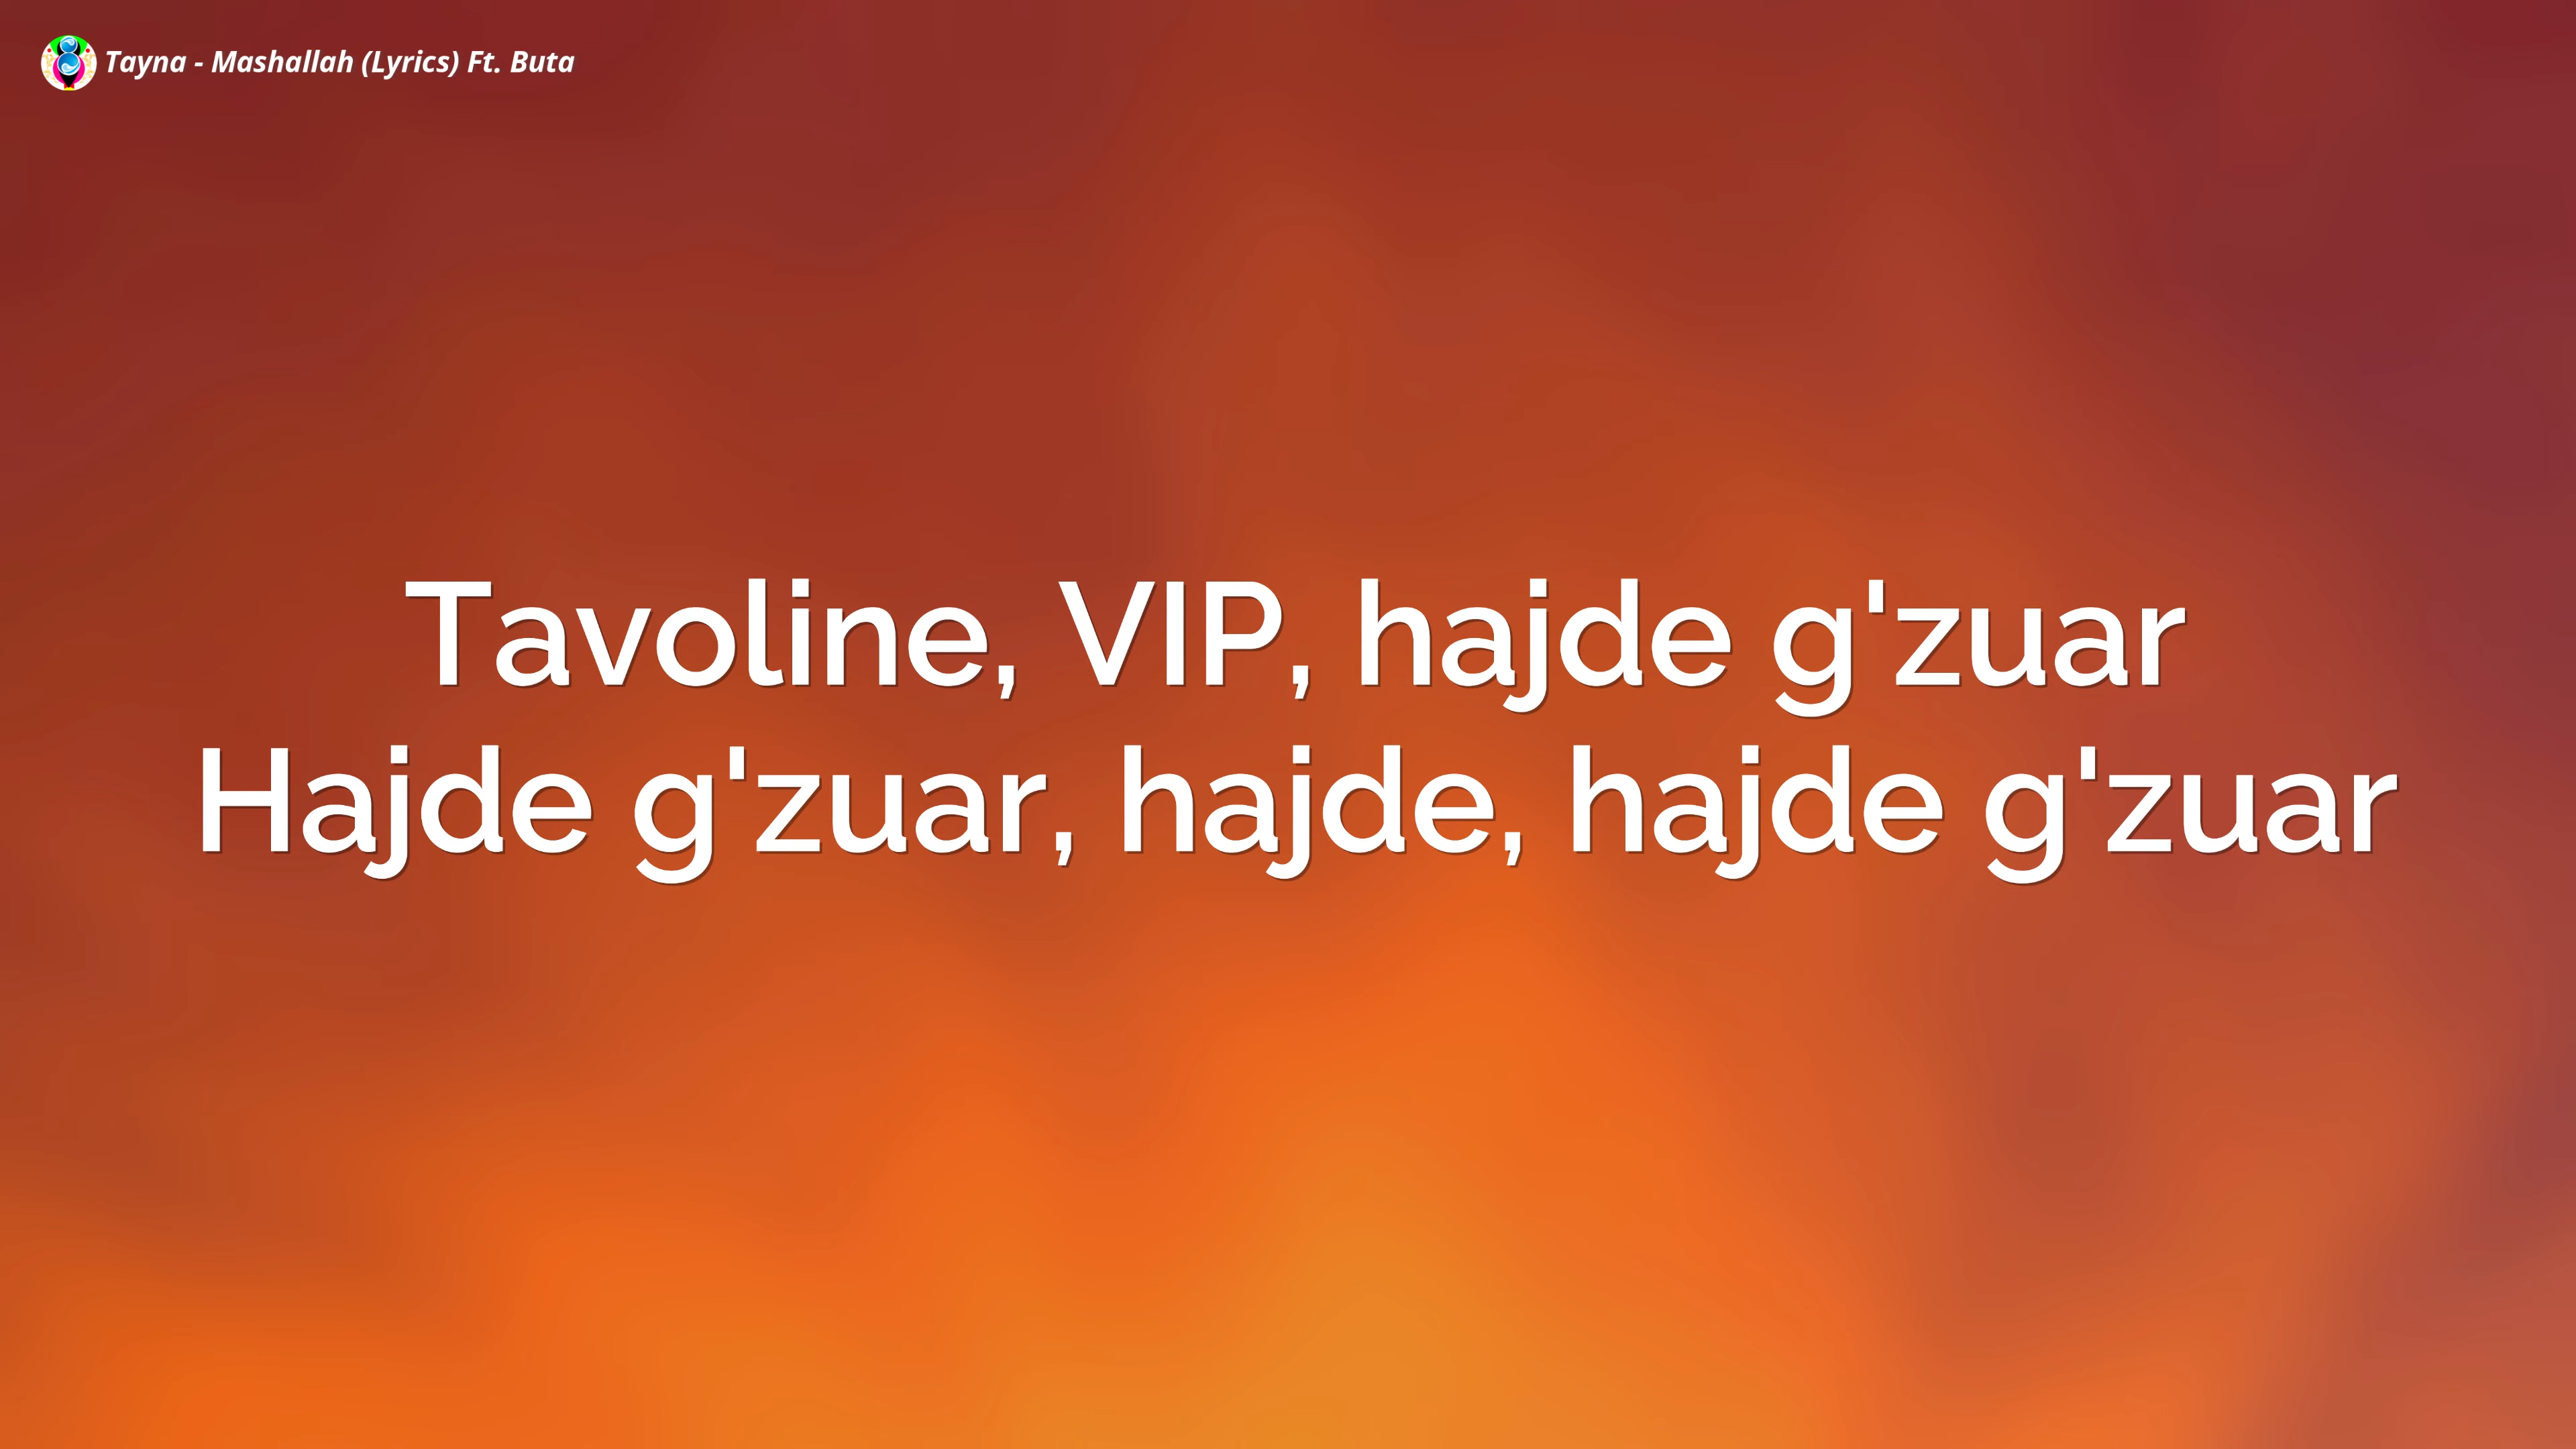 Tayna - Mashallah (Lyrics) Ft. Buta
Tavoline, VIP, hajde g'zuar
Hajde g'zuar, hajde, hajde g'zuar